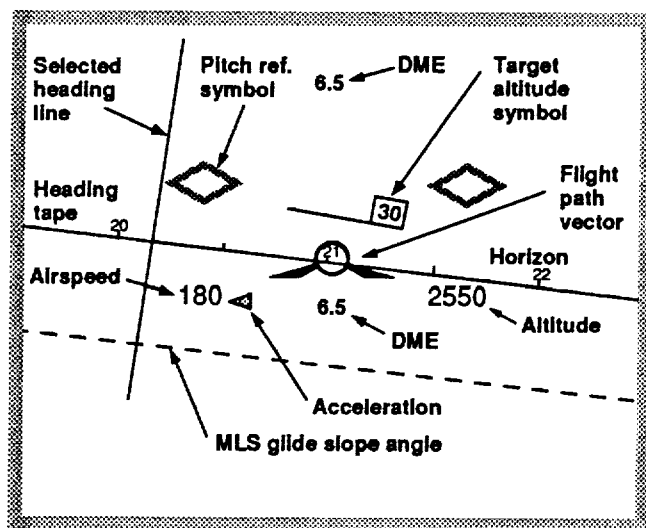 Selected
heading
line
Pitch ref.
symbol
DME
6.5
Target
altitude
symbol
30
Flight
path
vector
Heading
tape
20
21
Horizon
22
Airspeed
180
6.5
2550
Altitude
DME
Acceleration
MLS glide slope angle